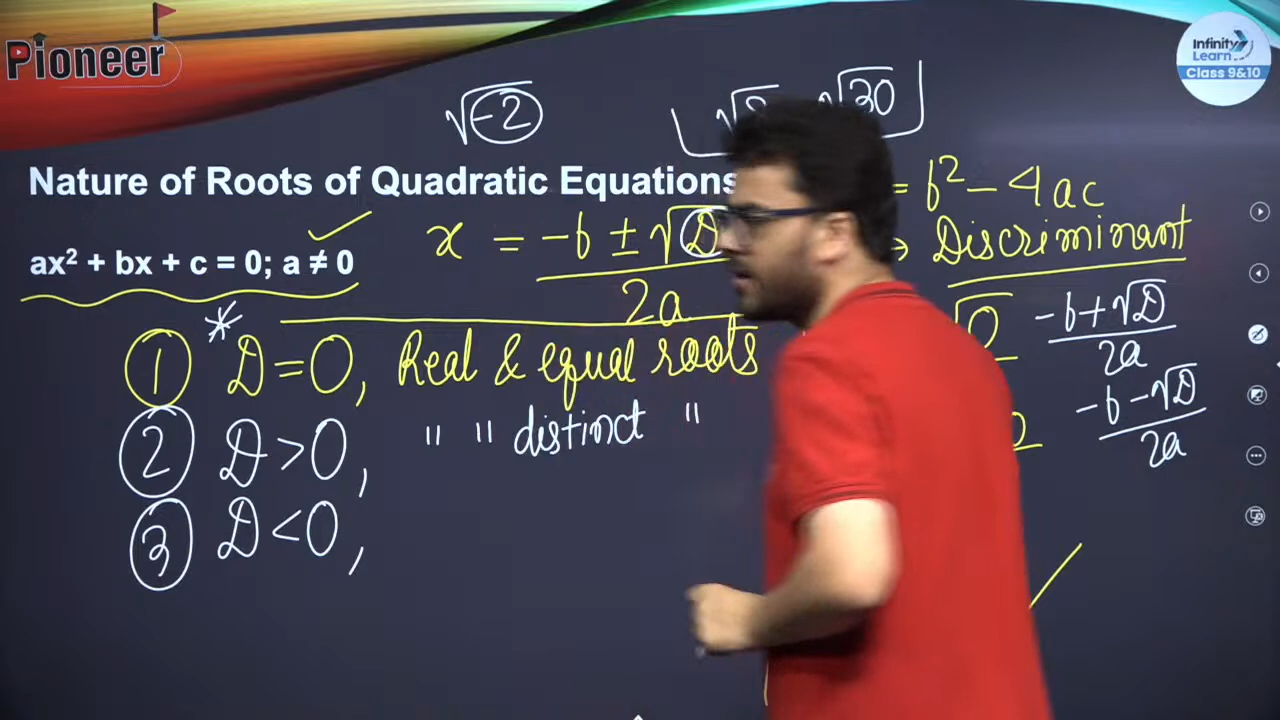 Pioneer
Infinity
Learn
Class 9&10
√-2
√30
Nature of Roots of Quadratic Equations
= b² - 4ac
ax² + bx + c = 0; a ≠ 0
x = -b ± √D
2a
Discriminant
① * D = 0, Real & equal roots
-b + √D
2a
② D > 0, " " distinct "
-b - √D
2a
③ D < 0,